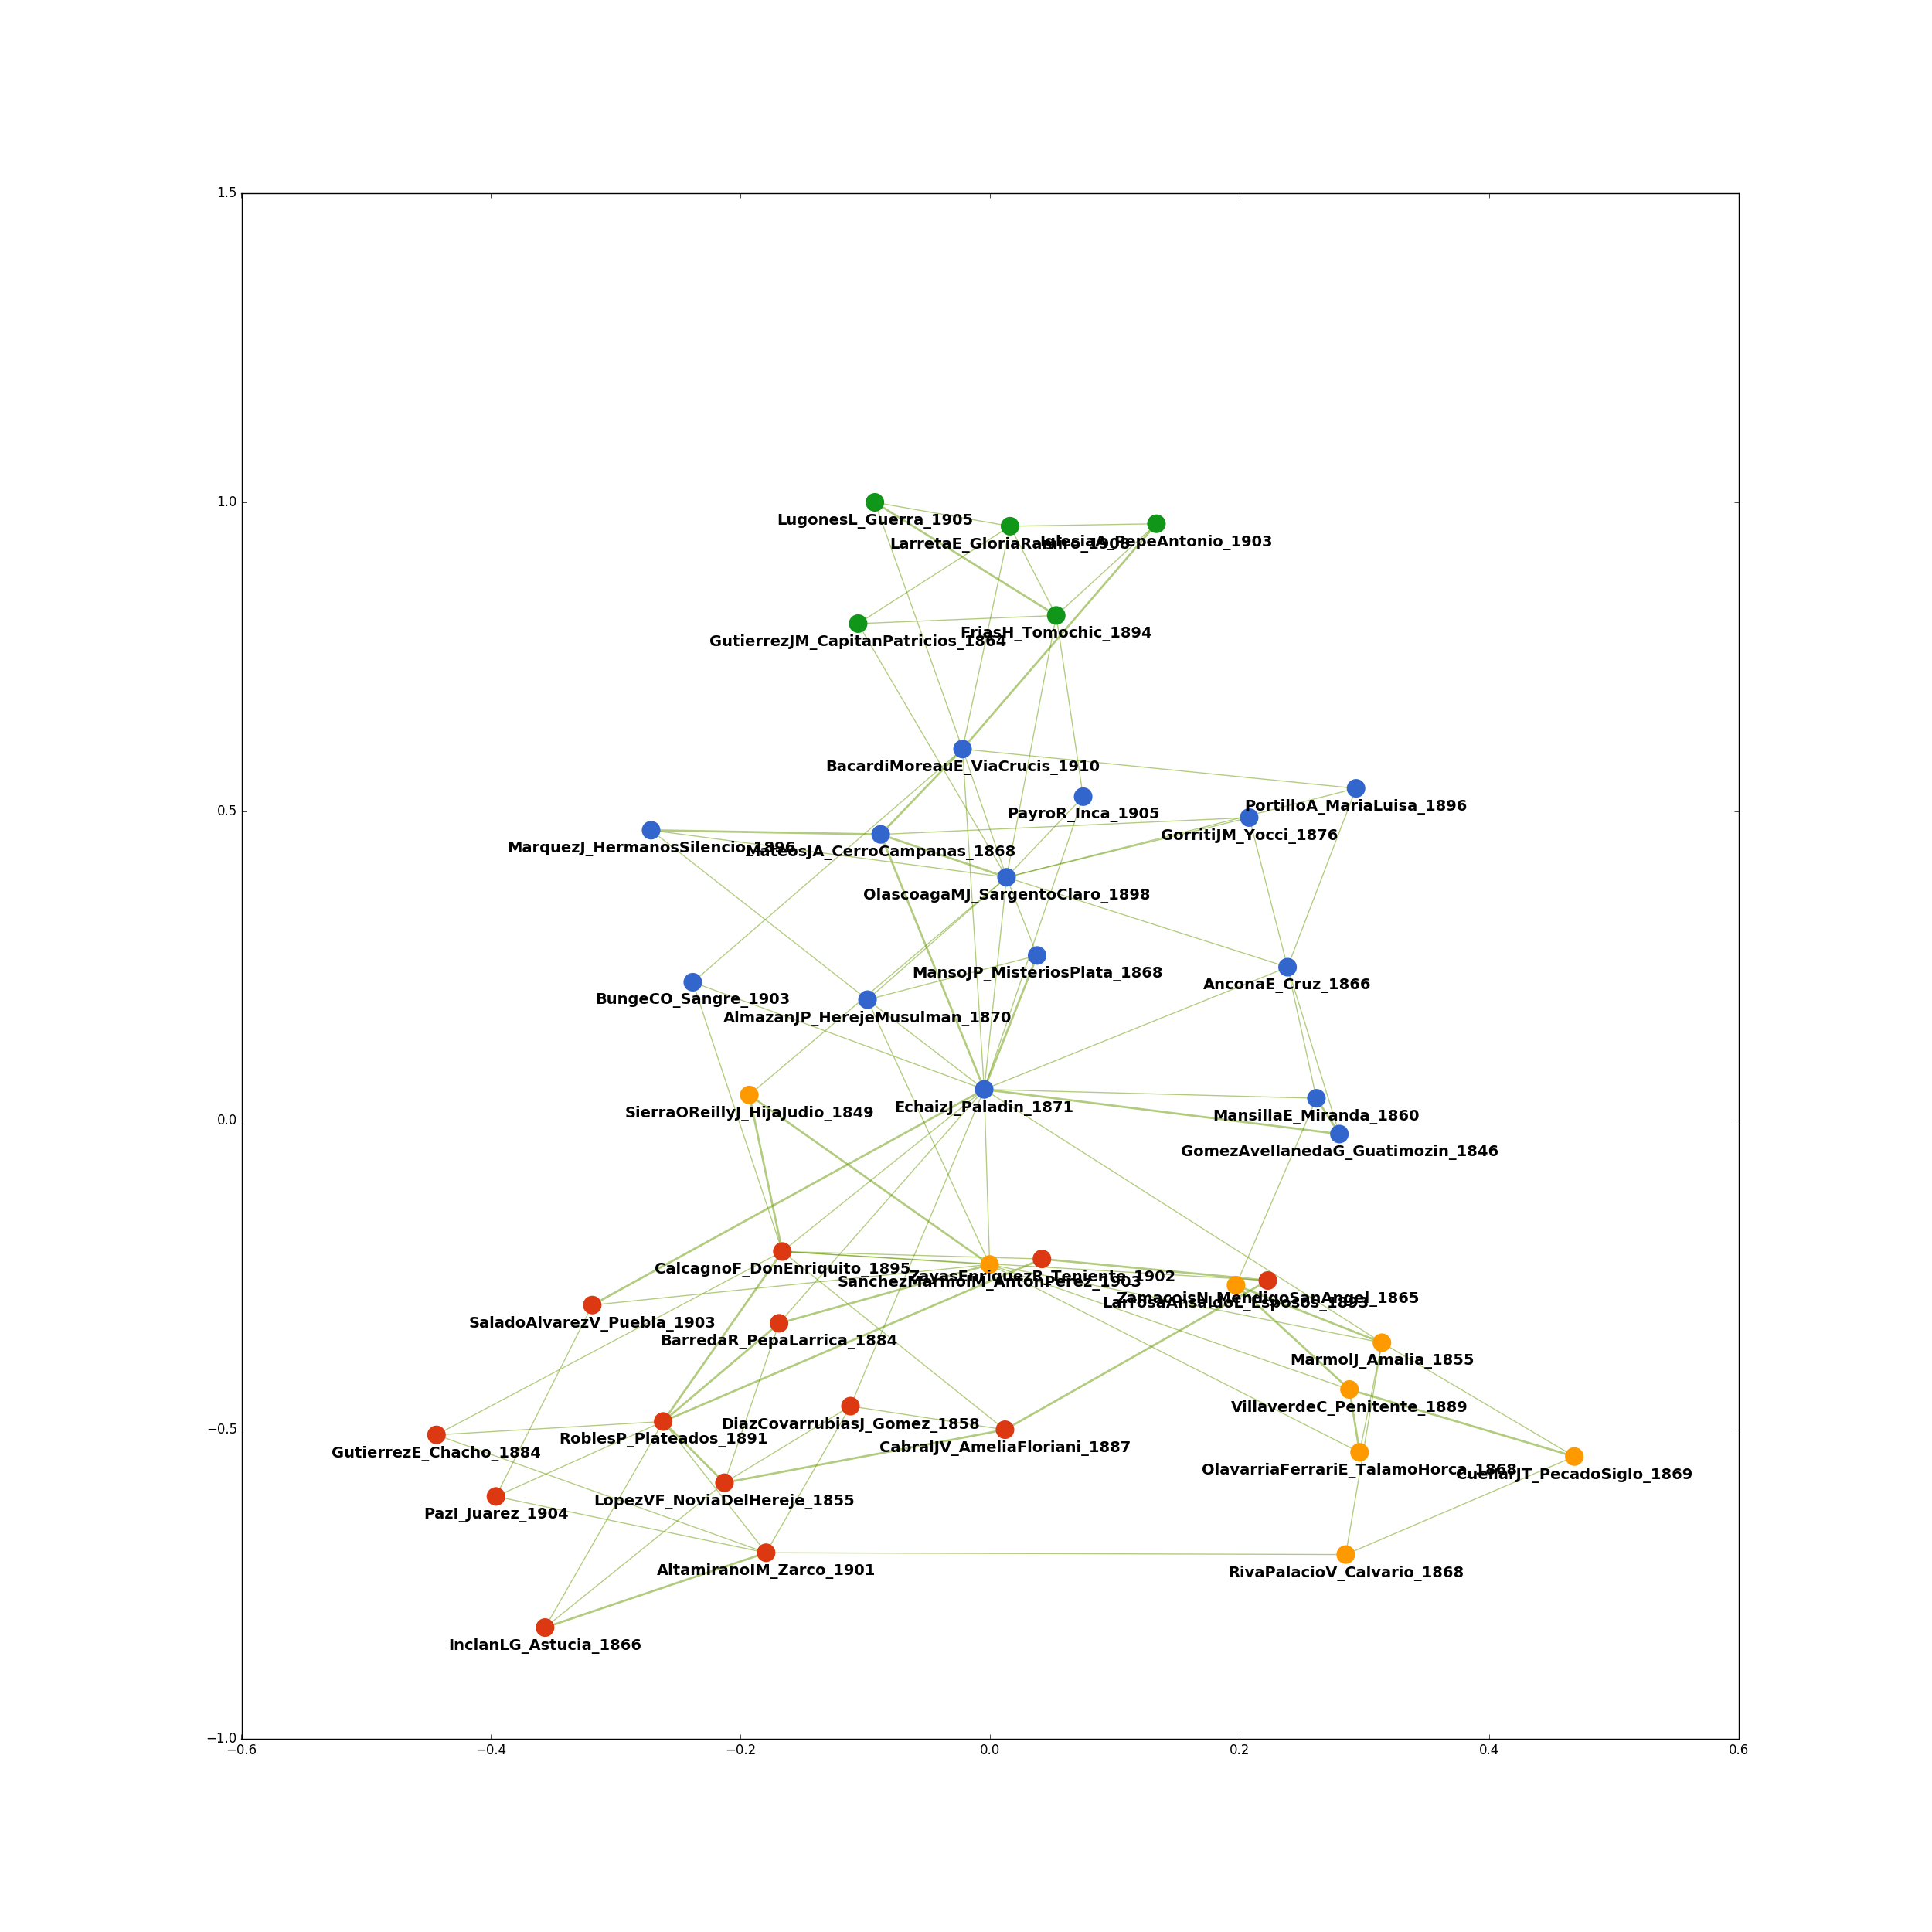 1.5
1.0
LugonesL_Guerra_1905
LarretaE_GloriaRamiro_1908
IglesiaA_PepeAntonio_1903
FriasH_Tomochic_1894
GutierrezJM_CapitanPatricios_1864
BacardiMoreauE_ViaCrucis_1910
PortilloA_MariaLuisa_1896
0.5
PayroR_Inca_1905
GorritiJM_Yocci_1876
MarquezJ_HermanosSilencio_1896
MateosJA_CerroCampanas_1868
OlascoagaMJ_SargentoClaro_1898
MansoJP_MisteriosPlata_1868
AnconaE_Cruz_1866
BungeCO_Sangre_1903
AlmazanJP_HerejeMusulman_1870
EchaizJ_Paladin_1871
SierraOReillyJ_HijaJudio_1849
MansillaE_Miranda_1860
0.0
GomezAvellanedaG_Guatimozin_1846
CalcagnoF_DonEnriquito_1895
ZayasEnriquezR_Teniente_1902
SanchezMarmolM_AntonPerez_1903
ZamacoisN_MendigoSanAngel_1865
LarrosaAnsaldoL_Esposos_1893
SaladoAlvarezV_Puebla_1903
BarredaR_PepaLarrica_1884
MarmolJ_Amalia_1855
VillaverdeC_Penitente_1889
DiazCovarrubiasJ_Gomez_1858
−0.5
RoblesP_Plateados_1891
CabralJV_AmeliaFloriani_1887
GutierrezE_Chacho_1884
OlavarriaFerrariE_TalamoHorca_1868
CuellarJT_PecadoSiglo_1869
LopezVF_NoviaDelHereje_1855
PazI_Juarez_1904
AltamiranoIM_Zarco_1901
RivaPalacioV_Calvario_1868
InclanLG_Astucia_1866
−1.0
−0.6
−0.4
−0.2
0.0
0.2
0.4
0.6